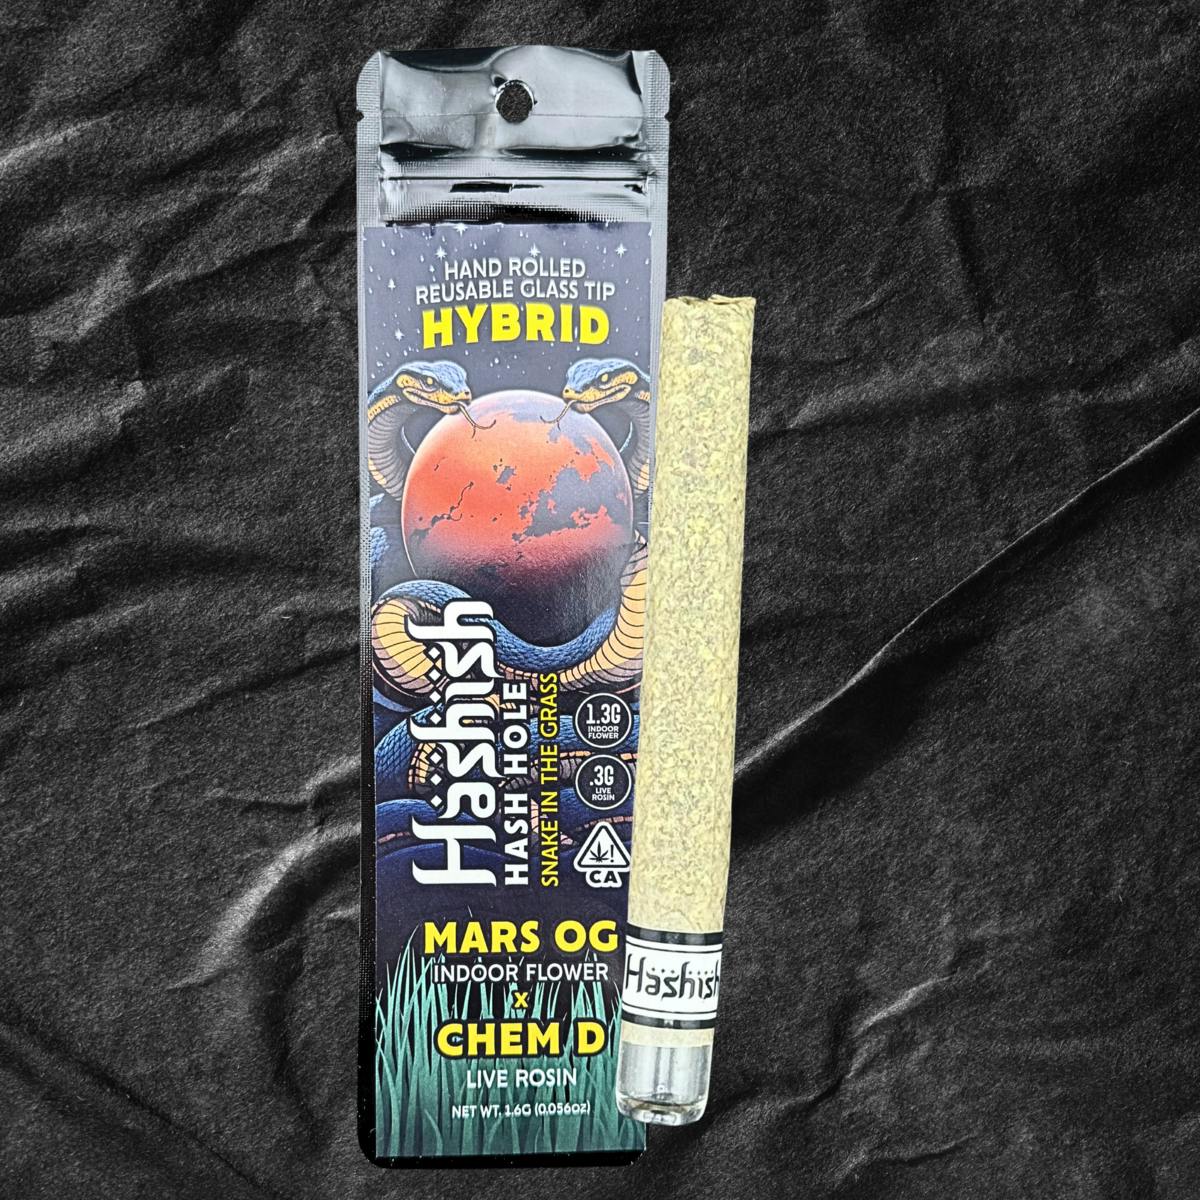 HAND ROLLED
REUSABLE GLASS TIP
HYBRID
Hashish
HASH HOLE
SNAKE IN THE GRASS
1.3G
INDOOR
FLOWER
.3G
LIVE
ROSIN
CA
MARS OG
INDOOR FLOWER
X
CHEM D
LIVE ROSIN
NET WT. 1.6G (0.056OZ)
Hashish